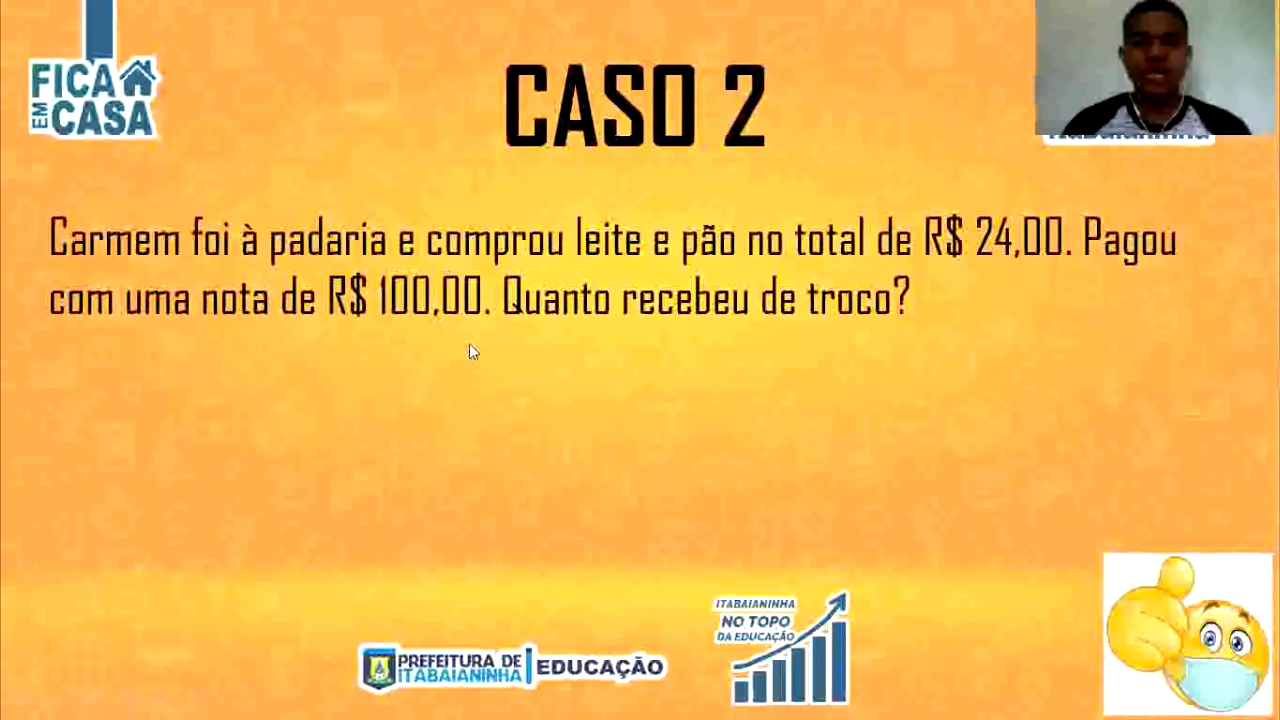 FICA
EM
CASA
CASO 2
Carmem foi à padaria e comprou leite e pão no total de R$ 24,00. Pagou
com uma nota de R$ 100,00. Quanto recebeu de troco?
ITABAIANINHA
NO TOPO
DA EDUCAÇÃO
PREFEITURA DE
ITABAIANINHA
EDUCAÇÃO